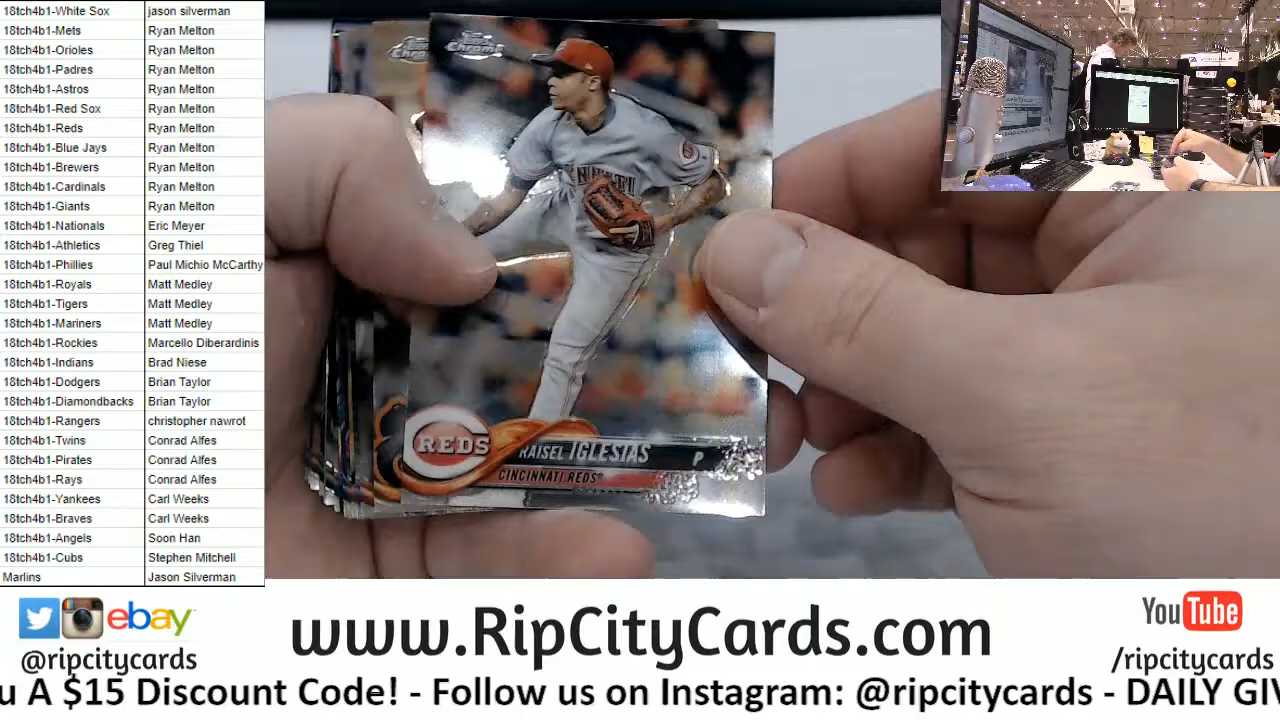 18tch4b1-White Sox jason silverman
18tch4b1-Mets Ryan Melton
18tch4b1-Orioles Ryan Melton
18tch4b1-Padres Ryan Melton
18tch4b1-Astros Ryan Melton
18tch4b1-Red Sox Ryan Melton
18tch4b1-Reds Ryan Melton
18tch4b1-Blue Jays Ryan Melton
18tch4b1-Brewers Ryan Melton
18tch4b1-Cardinals Ryan Melton
18tch4b1-Giants Ryan Melton
18tch4b1-Nationals Eric Meyer
18tch4b1-Athletics Greg Thiel
18tch4b1-Phillies Paul Michio McCarthy
18tch4b1-Royals Matt Medley
18tch4b1-Tigers Matt Medley
18tch4b1-Mariners Matt Medley
18tch4b1-Rockies Marcello Diberardinis
18tch4b1-Indians Brad Niese
18tch4b1-Dodgers Brian Taylor
18tch4b1-Diamondbacks Brian Taylor
18tch4b1-Rangers christopher nawrot
18tch4b1-Twins Conrad Alfes
18tch4b1-Pirates Conrad Alfes
18tch4b1-Rays Conrad Alfes
18tch4b1-Yankees Carl Weeks
18tch4b1-Braves Carl Weeks
18tch4b1-Angels Soon Han
18tch4b1-Cubs Stephen Mitchell
Marlins Jason Silverman
Chrome
REDS
RAISEL IGLESIAS P
CINCINNATI REDS
ebay
@ripcitycards
www.RipCityCards.com
YouTube
/ripcitycards
u A $15 Discount Code! - Follow us on Instagram: @ripcitycards - DAILY GIV